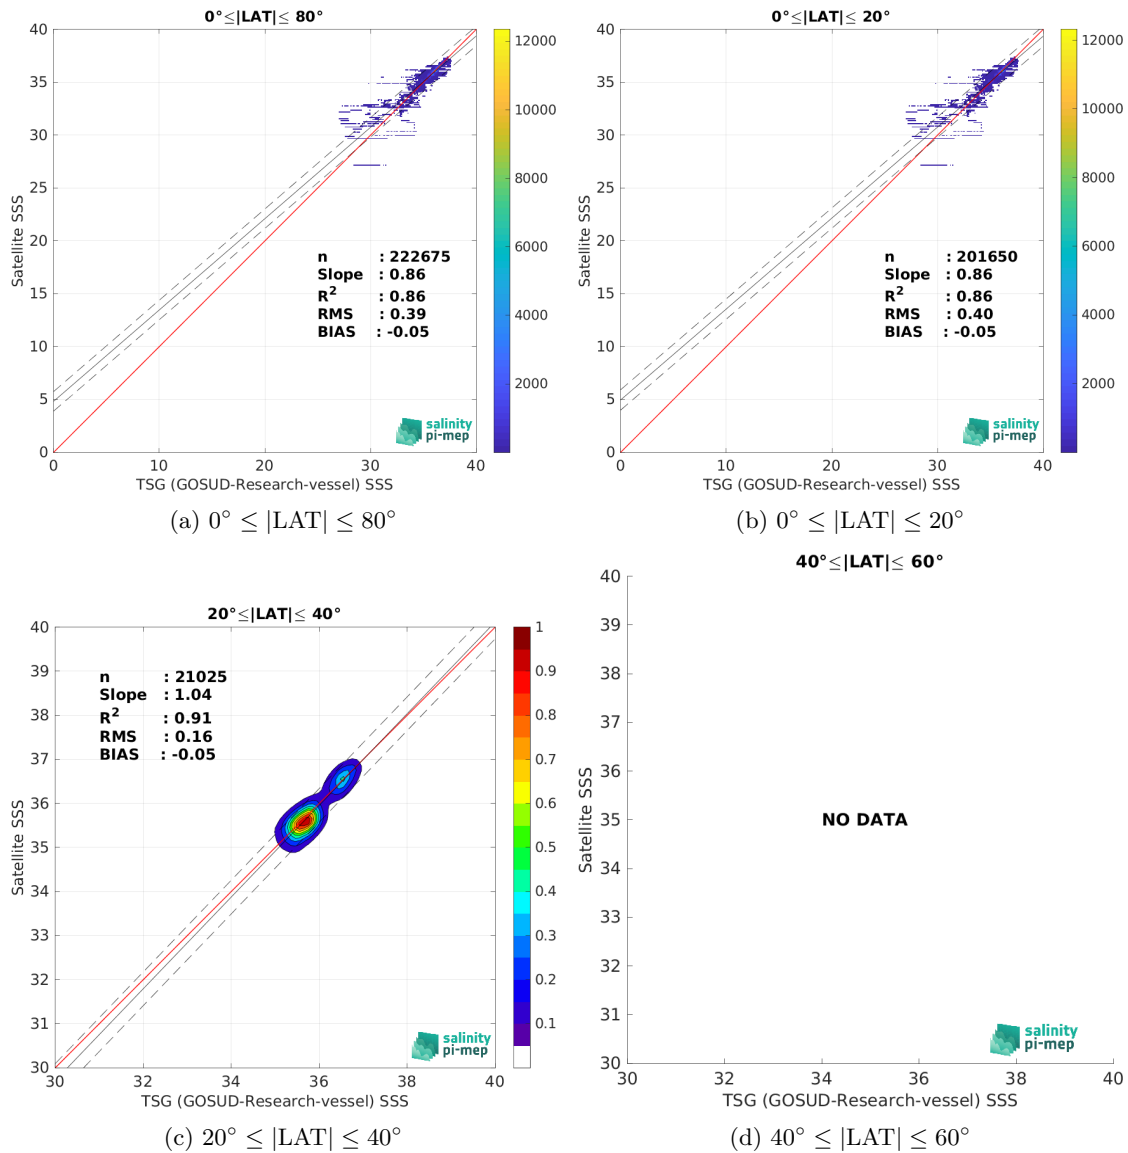 0°≤|LAT|≤ 80°
40
35
30
25
20
15
10
5
0
Satellite SSS
n : 222675
Slope : 0.86
R² : 0.86
RMS : 0.39
BIAS : -0.05
salinity
pi-mep
0 10 20 30 40
TSG (GOSUD-Research-vessel) SSS
12000
10000
8000
6000
4000
2000
(a) 0° ≤ |LAT| ≤ 80°
0°≤|LAT|≤ 20°
40
35
30
25
20
15
10
5
0
Satellite SSS
n : 201650
Slope : 0.86
R² : 0.86
RMS : 0.40
BIAS : -0.05
salinity
pi-mep
0 10 20 30 40
TSG (GOSUD-Research-vessel) SSS
12000
10000
8000
6000
4000
2000
(b) 0° ≤ |LAT| ≤ 20°
20°≤|LAT|≤ 40°
40
39
38
37
36
35
34
33
32
31
30
Satellite SSS
n : 21025
Slope : 1.04
R² : 0.91
RMS : 0.16
BIAS : -0.05
salinity
pi-mep
30 32 34 36 38 40
TSG (GOSUD-Research-vessel) SSS
1
0.9
0.8
0.7
0.6
0.5
0.4
0.3
0.2
0.1
(c) 20° ≤ |LAT| ≤ 40°
40°≤|LAT|≤ 60°
40
39
38
37
36
35
34
33
32
31
30
Satellite SSS
NO DATA
salinity
pi-mep
30 32 34 36 38 40
TSG (GOSUD-Research-vessel) SSS
(d) 40° ≤ |LAT| ≤ 60°